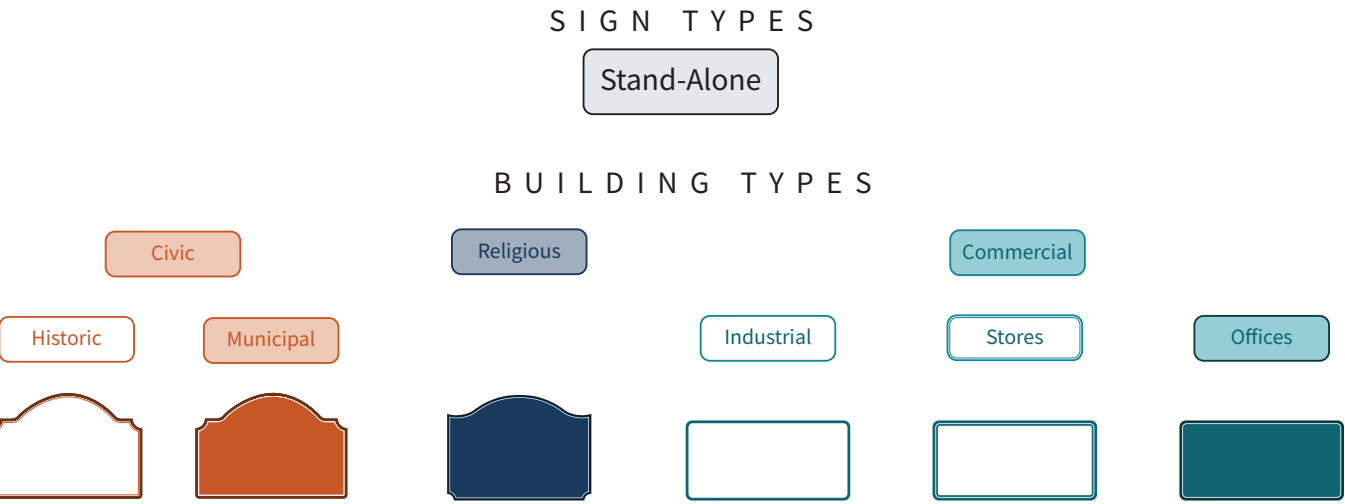 SIGN TYPES
Stand-Alone
BUILDING TYPES
Civic
Religious
Commercial
Historic
Municipal
Industrial
Stores
Offices